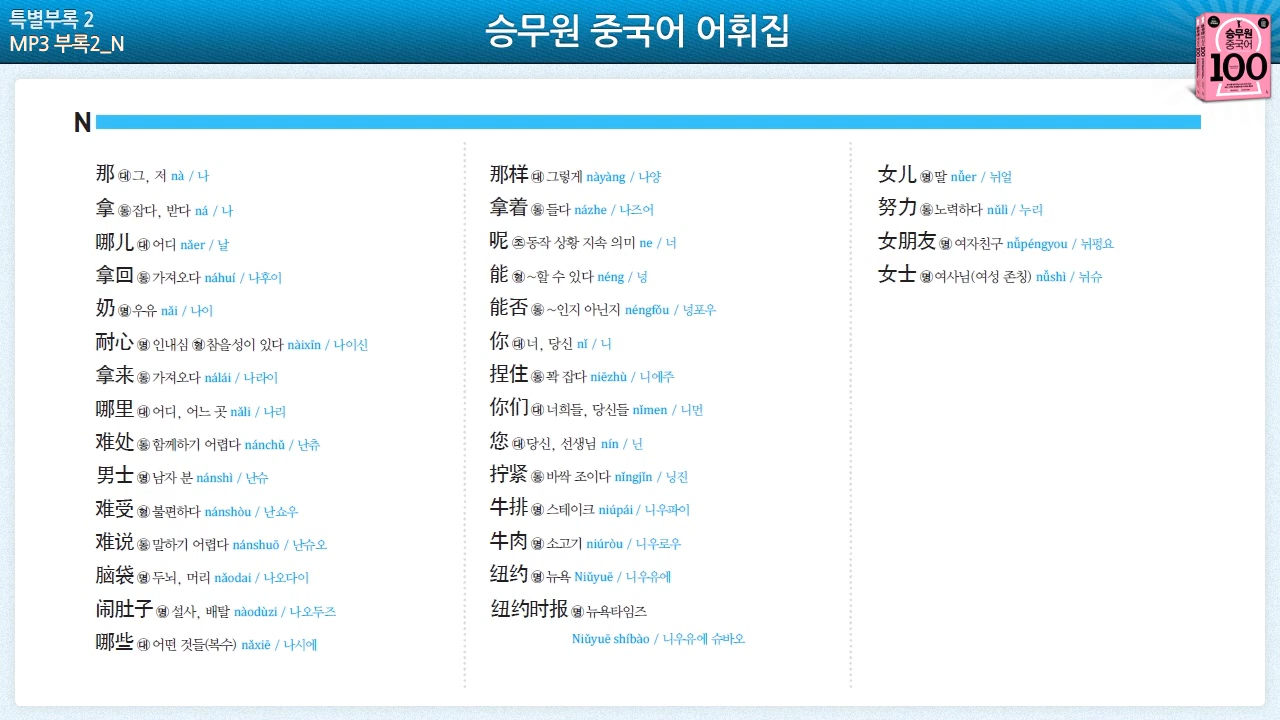 특별부록 2
MP3 부록2_N
승무원 중국어 어휘집
승무원
중국어
100
N
那 대 그, 저 nà / 나
拿 동 잡다, 받다 ná / 나
哪儿 대 어디 nǎer / 날
拿回 동 가져오다 náhuí / 나후이
奶 명 우유 nǎi / 나이
耐心 명 인내심 형 참을성이 있다 nàixīn / 나이신
拿来 동 가져오다 nálái / 나라이
哪里 대 어디, 어느 곳 nǎli / 나리
难处 동 함께하기 어렵다 nánchǔ / 난츄
男士 명 남자 분 nánshì / 난슈
难受 형 불편하다 nánshòu / 난쇼우
难说 동 말하기 어렵다 nánshuō / 난슈오
脑袋 명 두뇌, 머리 nǎodai / 나오다이
闹肚子 명 설사, 배탈 nàodùzi / 나오두즈
哪些 대 어떤 것들(복수) nǎxiē / 나시에
那样 대 그렇게 nàyàng / 나양
拿着 동 들다 názhe / 나즈어
呢 조 동작 상황 지속 의미 ne / 너
能 형 ~할 수 있다 néng / 넝
能否 동 ~인지 아닌지 néngfǒu / 넝포우
你 대 너, 당신 nǐ / 니
捏住 동 꽉 잡다 niēzhù / 니에주
你们 대 너희들, 당신들 nǐmen / 니먼
您 대 당신, 선생님 nín / 닌
拧紧 동 바싹 조이다 nǐngjǐn / 닝진
牛排 명 스테이크 niúpái / 니우파이
牛肉 명 소고기 niúròu / 니우로우
纽约 명 뉴욕 Niǔyuē / 니우유에
纽约时报 명 뉴욕타임즈
Niǔyuē shíbào / 니우유에 슈바오
女儿 명 딸 nǚer / 뉘얼
努力 동 노력하다 nǔlì / 누리
女朋友 명 여자친구 nǚpéngyou / 뉘펑요
女士 명 여사님(여성 존칭) nǚshì / 뉘슈